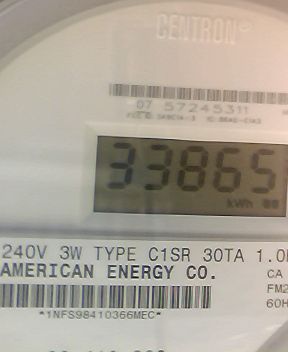 CENTRON®
07 57245311
33865
kWh 00
240V 3W TYPE C1SR 30TA 1.0
AMERICAN ENERGY CO.
CA
FM2
60H
*1NFS98410366MEC*